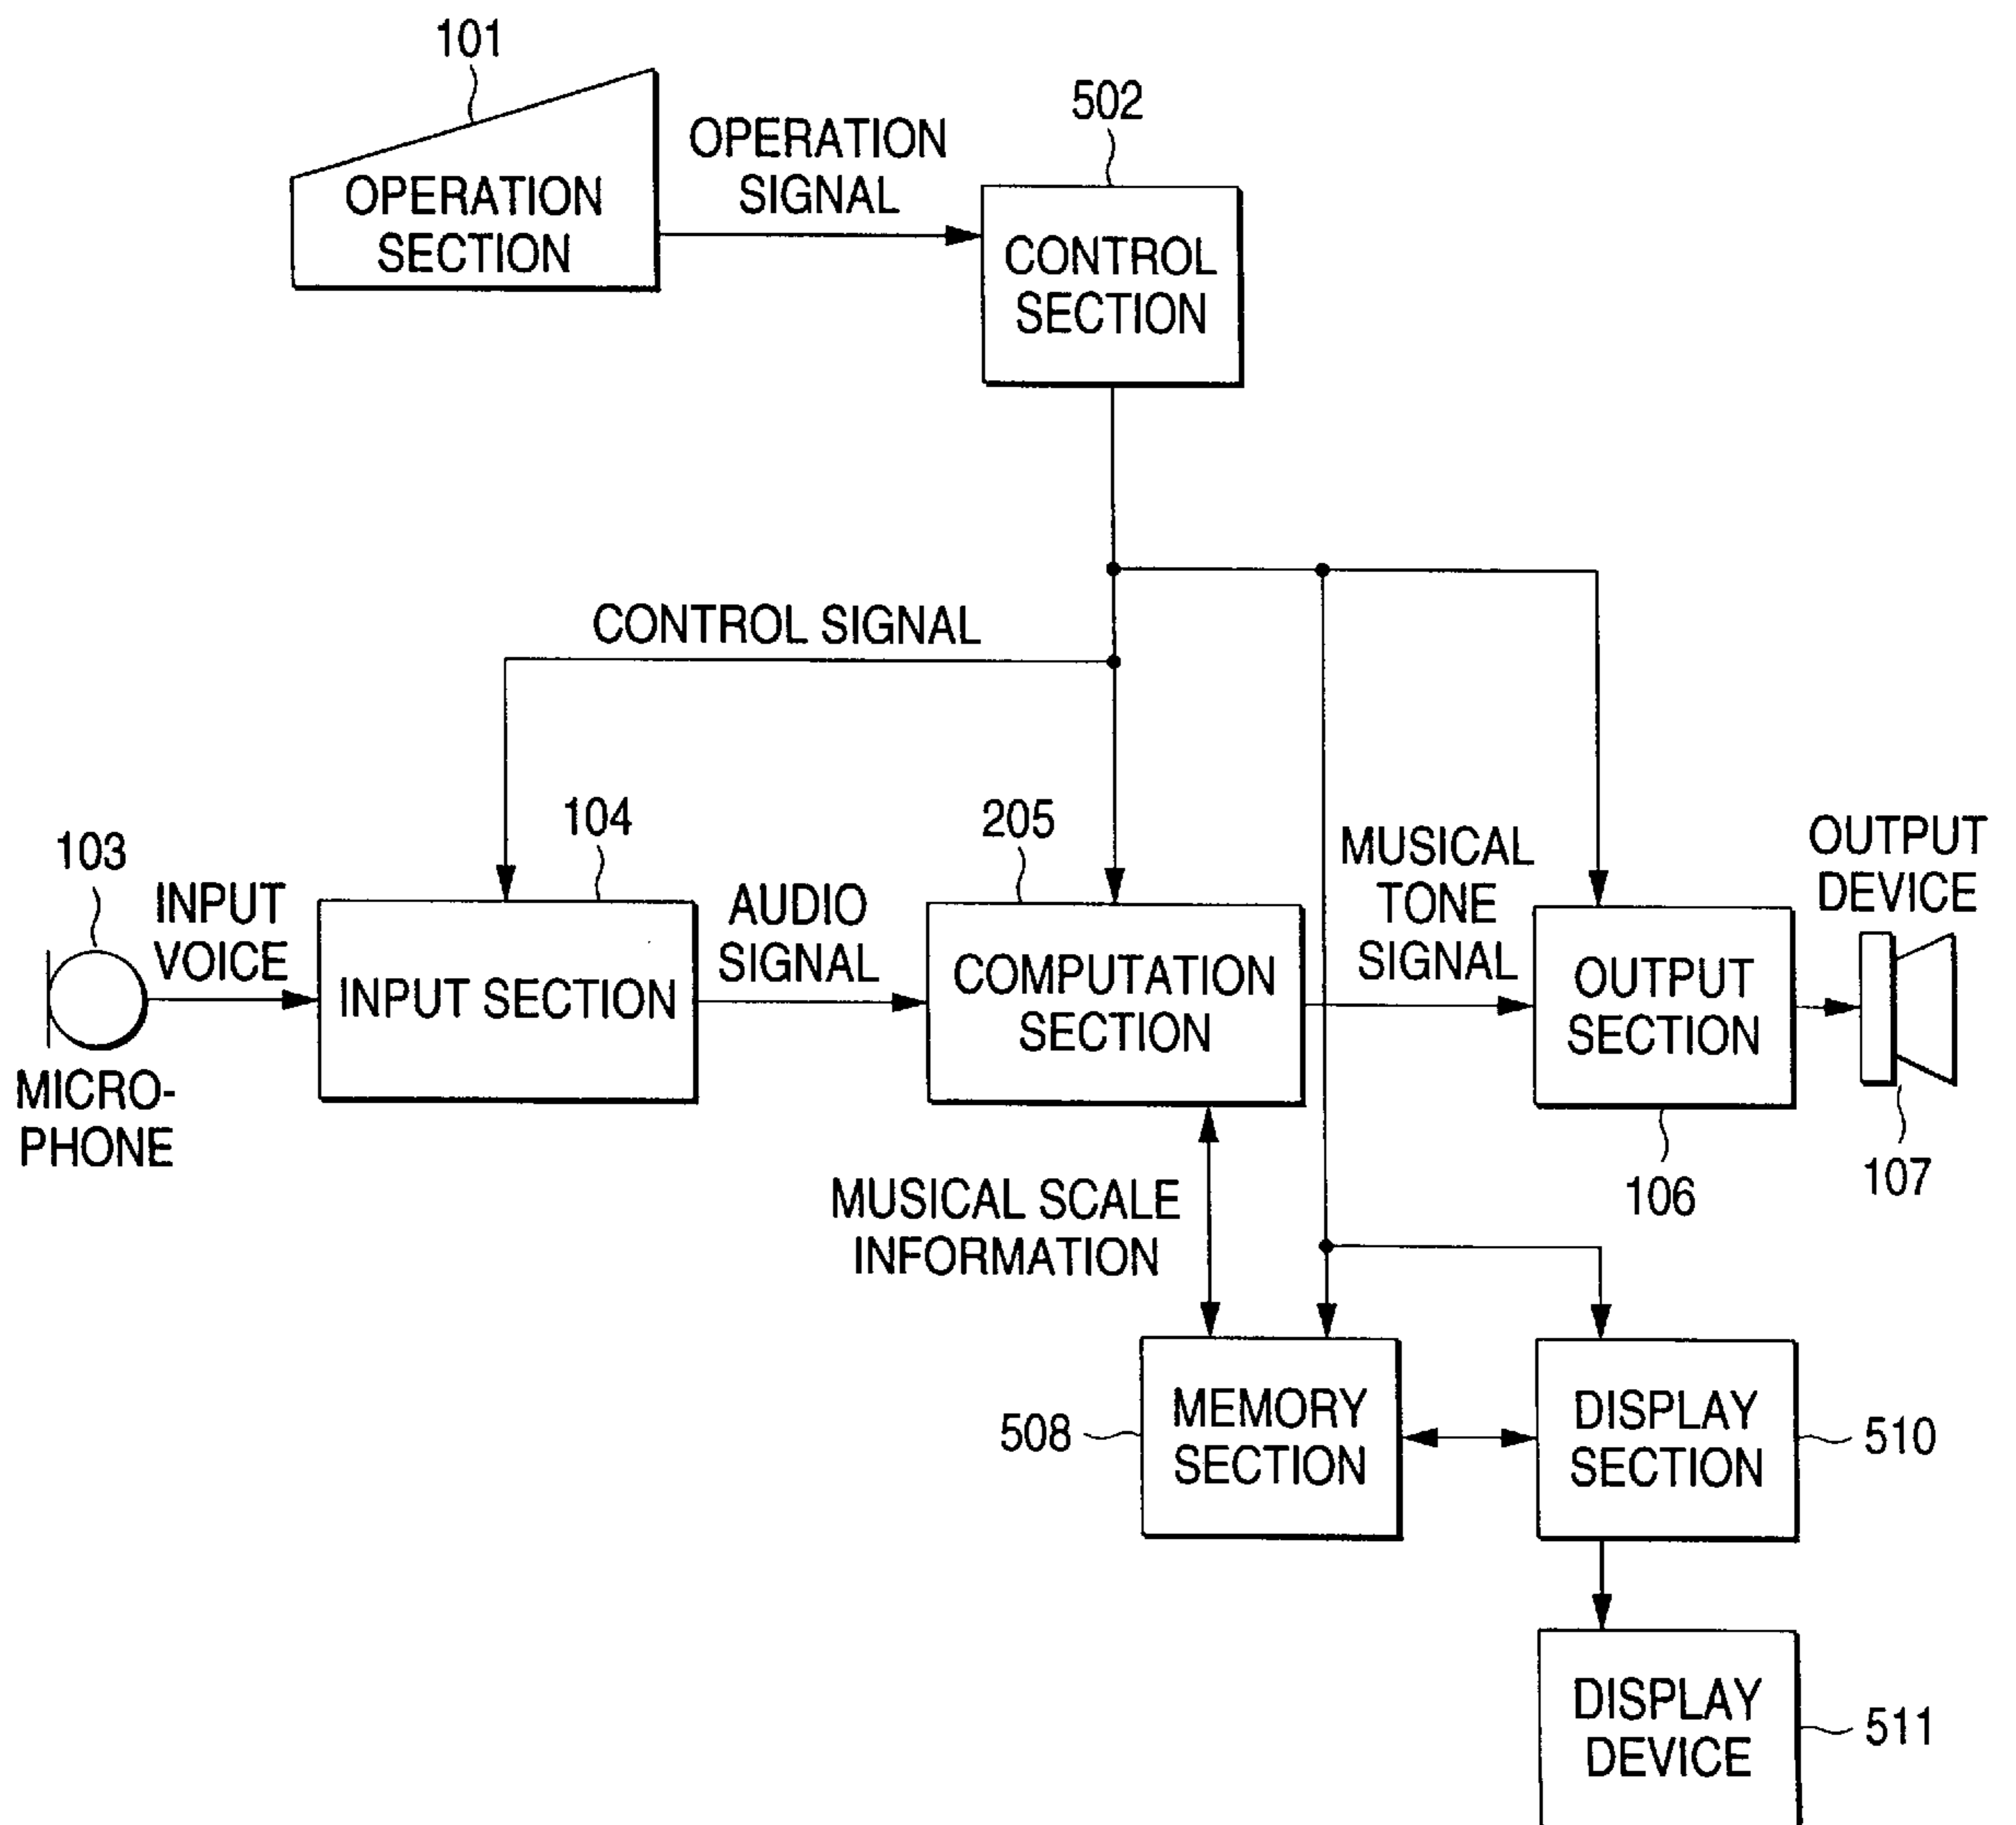 101
OPERATION
SECTION
OPERATION
SIGNAL
502
CONTROL
SECTION
CONTROL SIGNAL
103
INPUT
VOICE
MICRO-
PHONE
104
INPUT SECTION
AUDIO
SIGNAL
205
COMPUTATION
SECTION
MUSICAL
TONE
SIGNAL
OUTPUT
SECTION
106
OUTPUT
DEVICE
107
MUSICAL SCALE
INFORMATION
508
MEMORY
SECTION
DISPLAY
SECTION
510
DISPLAY
DEVICE
511